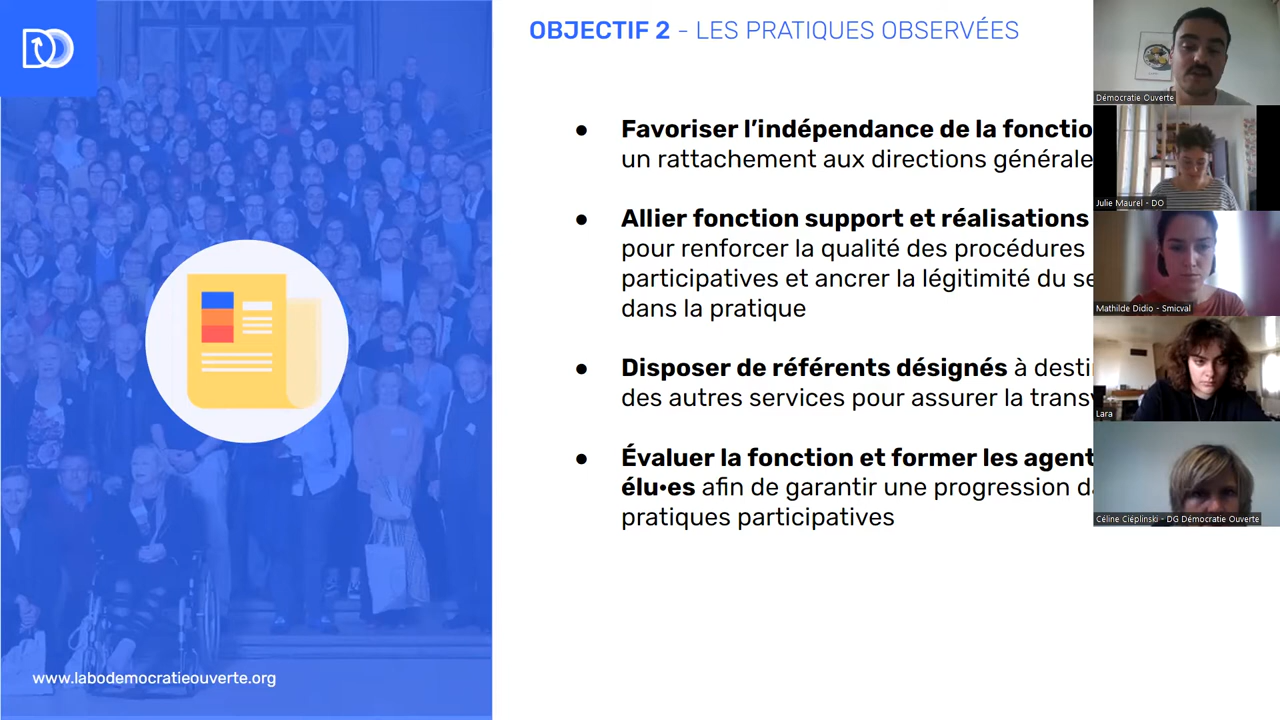 OBJECTIF 2 - LES PRATIQUES OBSERVÉES
Favoriser l'indépendance de la fonctio
un rattachement aux directions générale
Allier fonction support et réalisations
pour renforcer la qualité des procédures
participatives et ancrer la légitimité du se
dans la pratique
Disposer de référents désignés à desti
des autres services pour assurer la transv
Évaluer la fonction et former les agent
élu•es afin de garantir une progression da
pratiques participatives
www.labodemocratieouverte.org
Démocratie Ouverte
Julie Maurel - DO
Mathilde Didio - Smicval
Lara
Céline Ciéplinski - DG Démocratie Ouverte